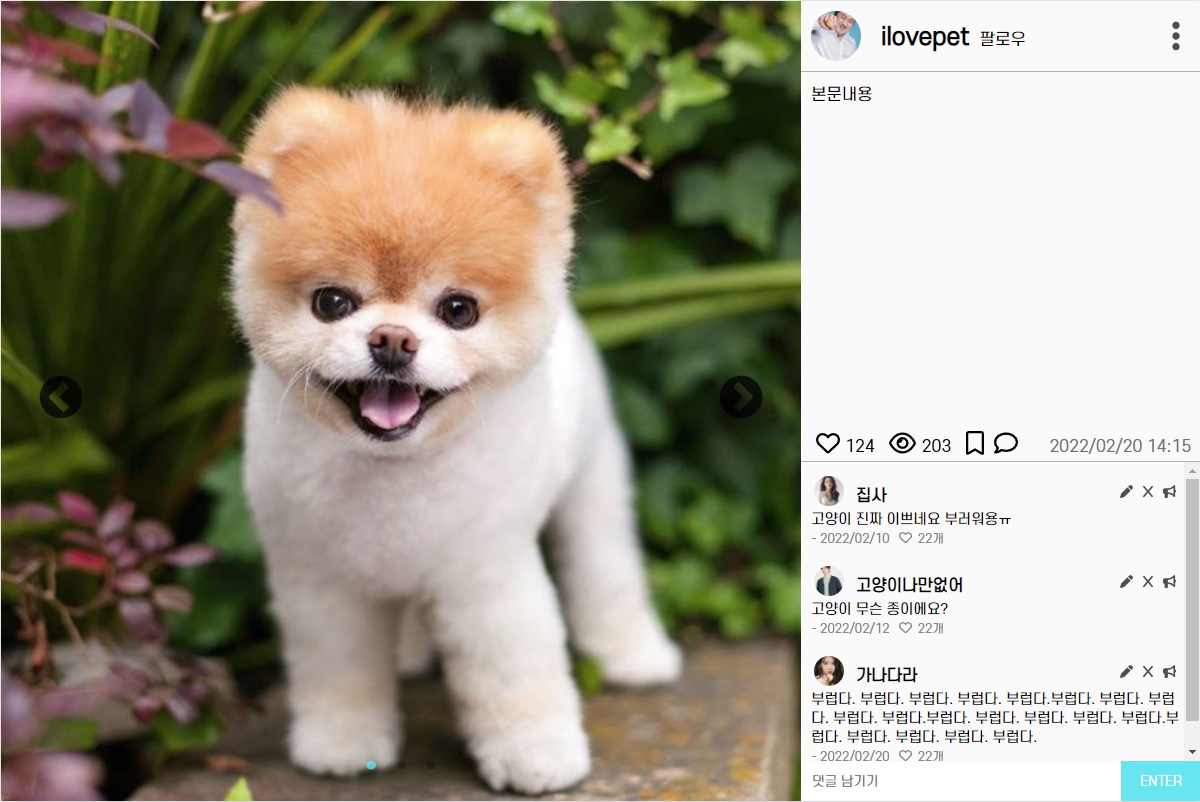 ilovepet 팔로우
본문내용
124 203 2022/02/20 14:15
집사
고양이 진짜 이쁘네요 부러워용ㅠ
- 2022/02/10 22개
고양이나만없어
고양이 무슨 종이에요?
- 2022/02/12 22개
가나다라
부럽다. 부럽다. 부럽다. 부럽다. 부럽다.부럽다. 부럽다. 부럽
다. 부럽다. 부럽다.부럽다. 부럽다. 부럽다. 부럽다. 부럽다.부
럽다. 부럽다. 부럽다. 부럽다. 부럽다.
- 2022/02/20 22개
댓글 남기기 ENTER